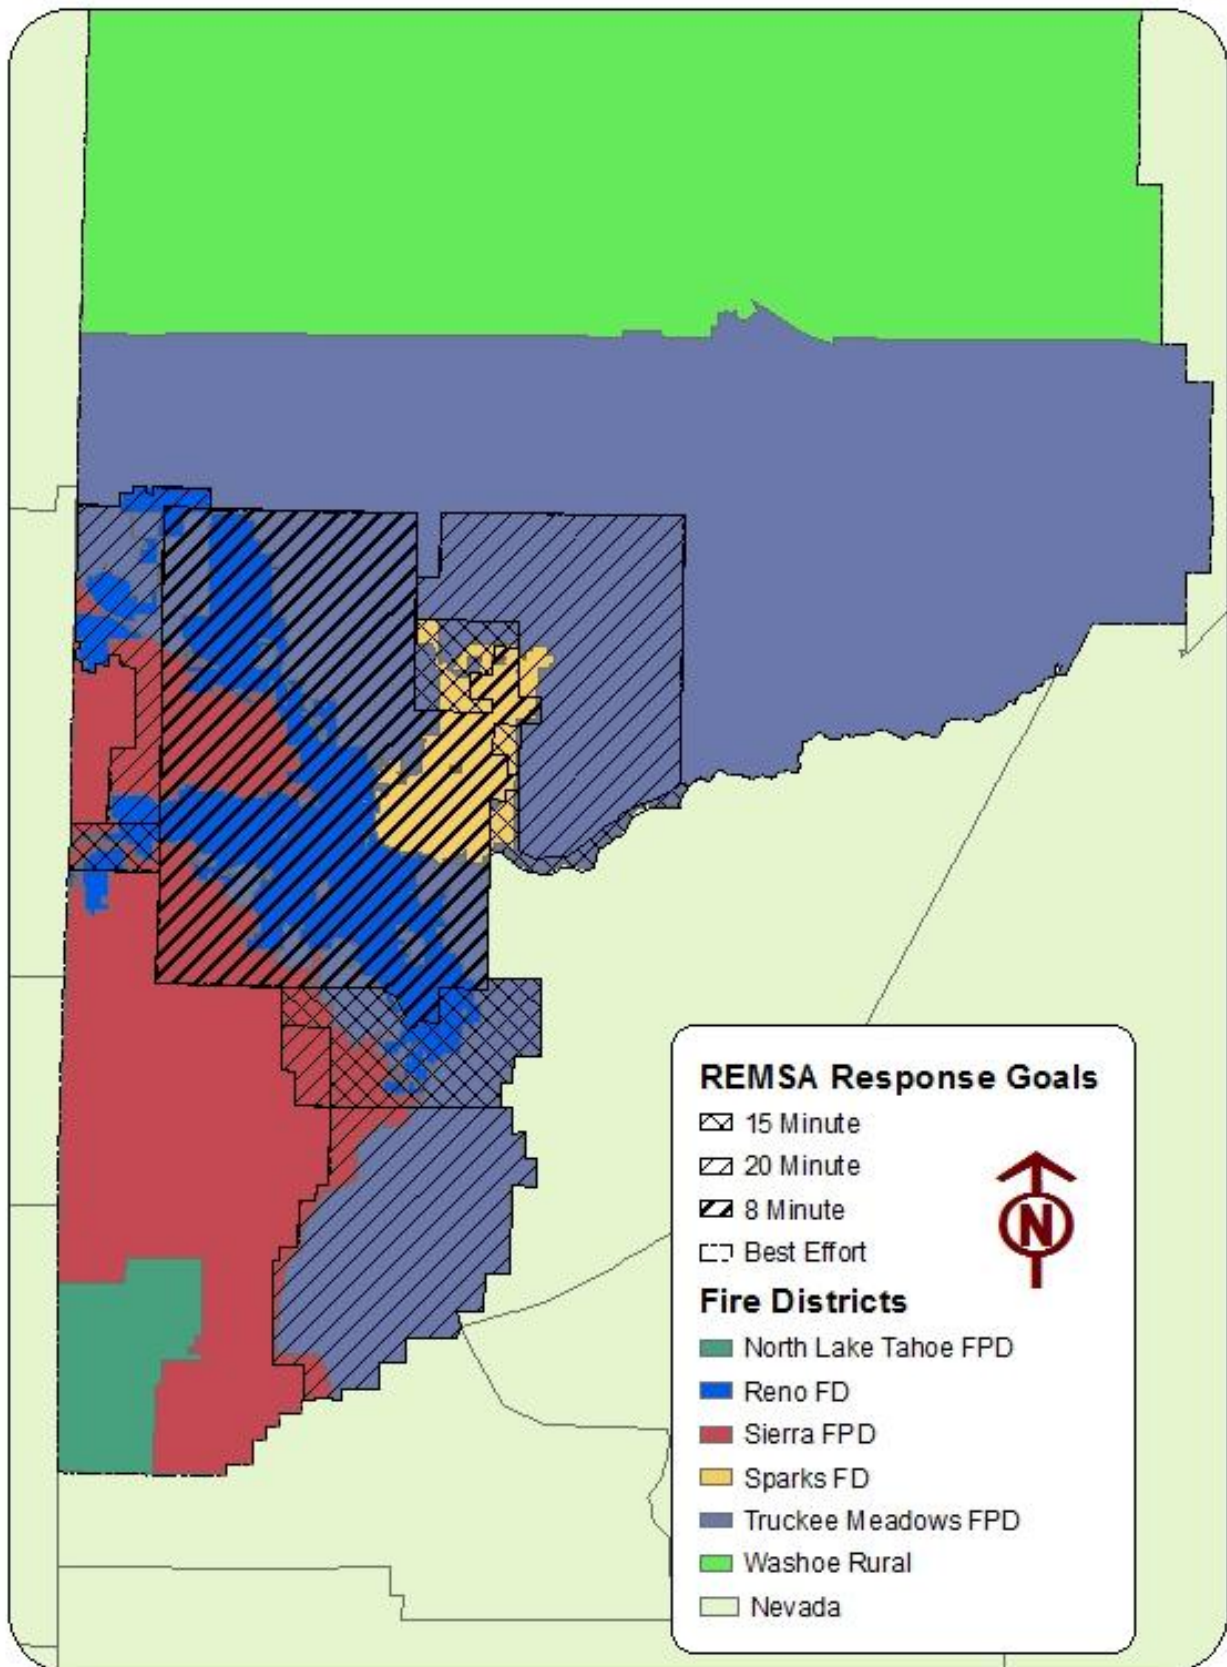 REMSA Response Goals
15 Minute
20 Minute
8 Minute
Best Effort
N
Fire Districts
North Lake Tahoe FPD
Reno FD
Sierra FPD
Sparks FD
Truckee Meadows FPD
Washoe Rural
Nevada